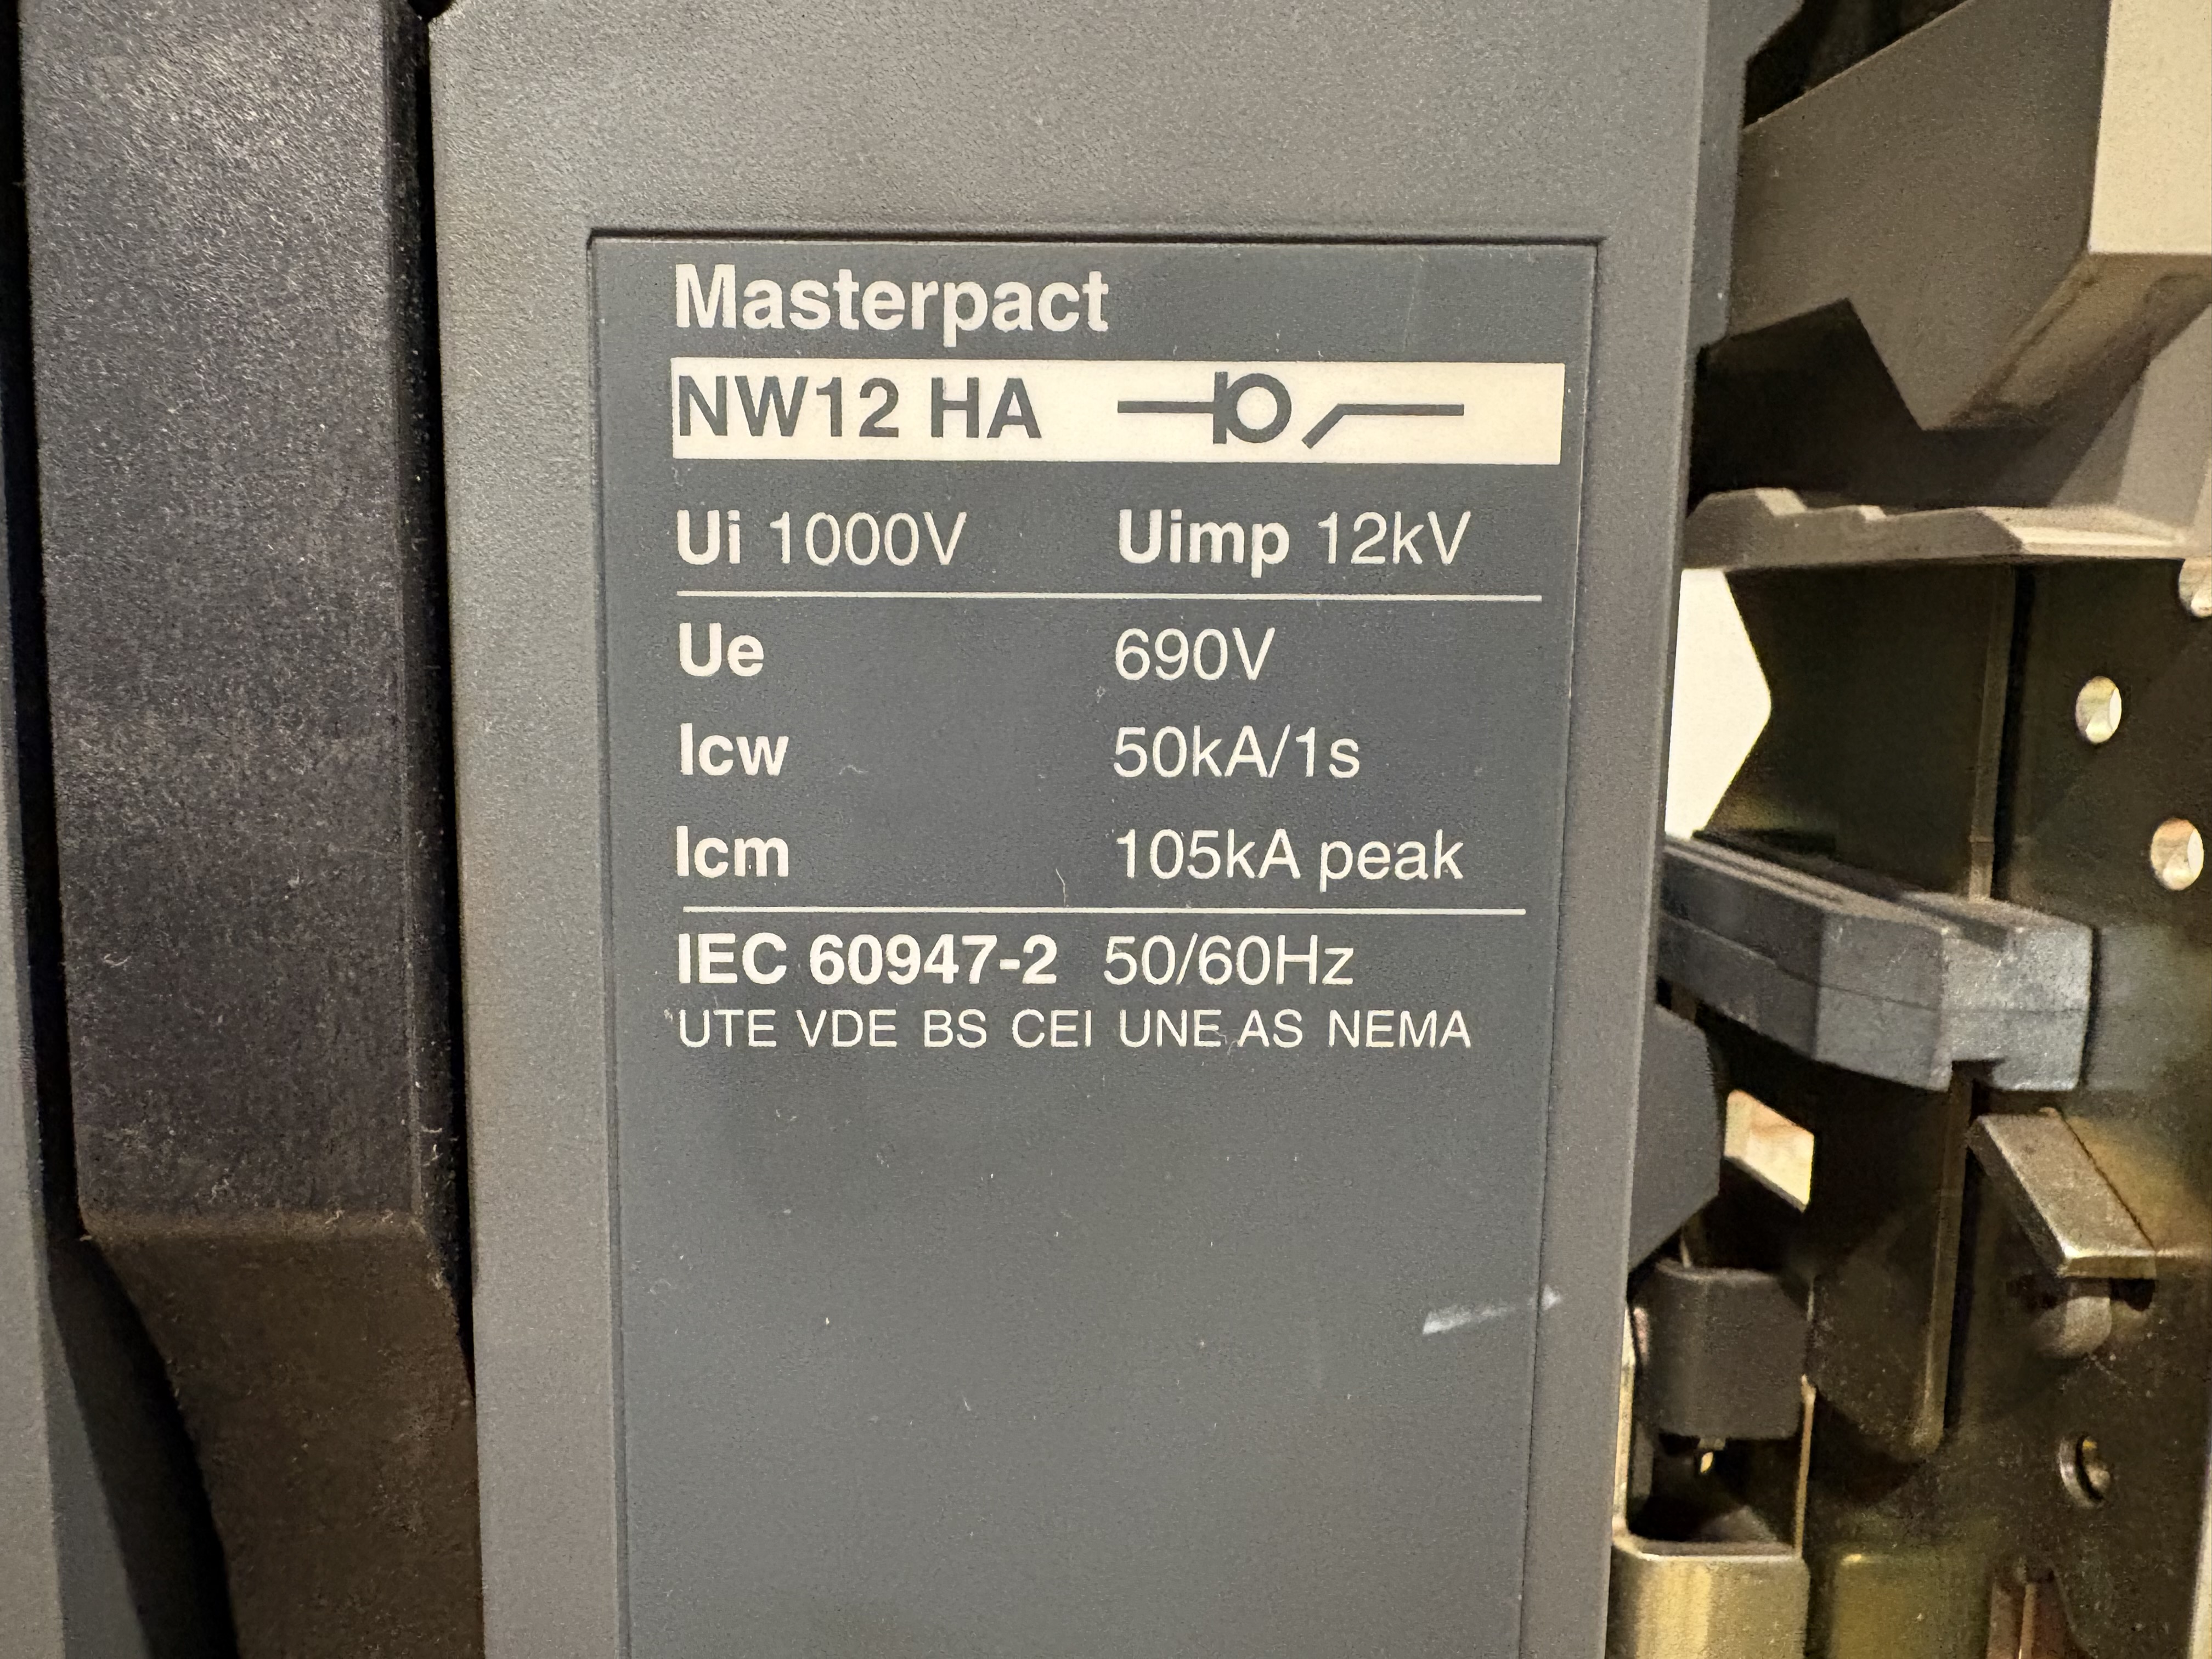 Masterpact
NW12 HA
Ui 1000V Uimp 12kV
Ue 690V
Icw 50kA/1s
Icm 105kA peak
IEC 60947-2 50/60Hz
UTE VDE BS CEI UNE AS NEMA